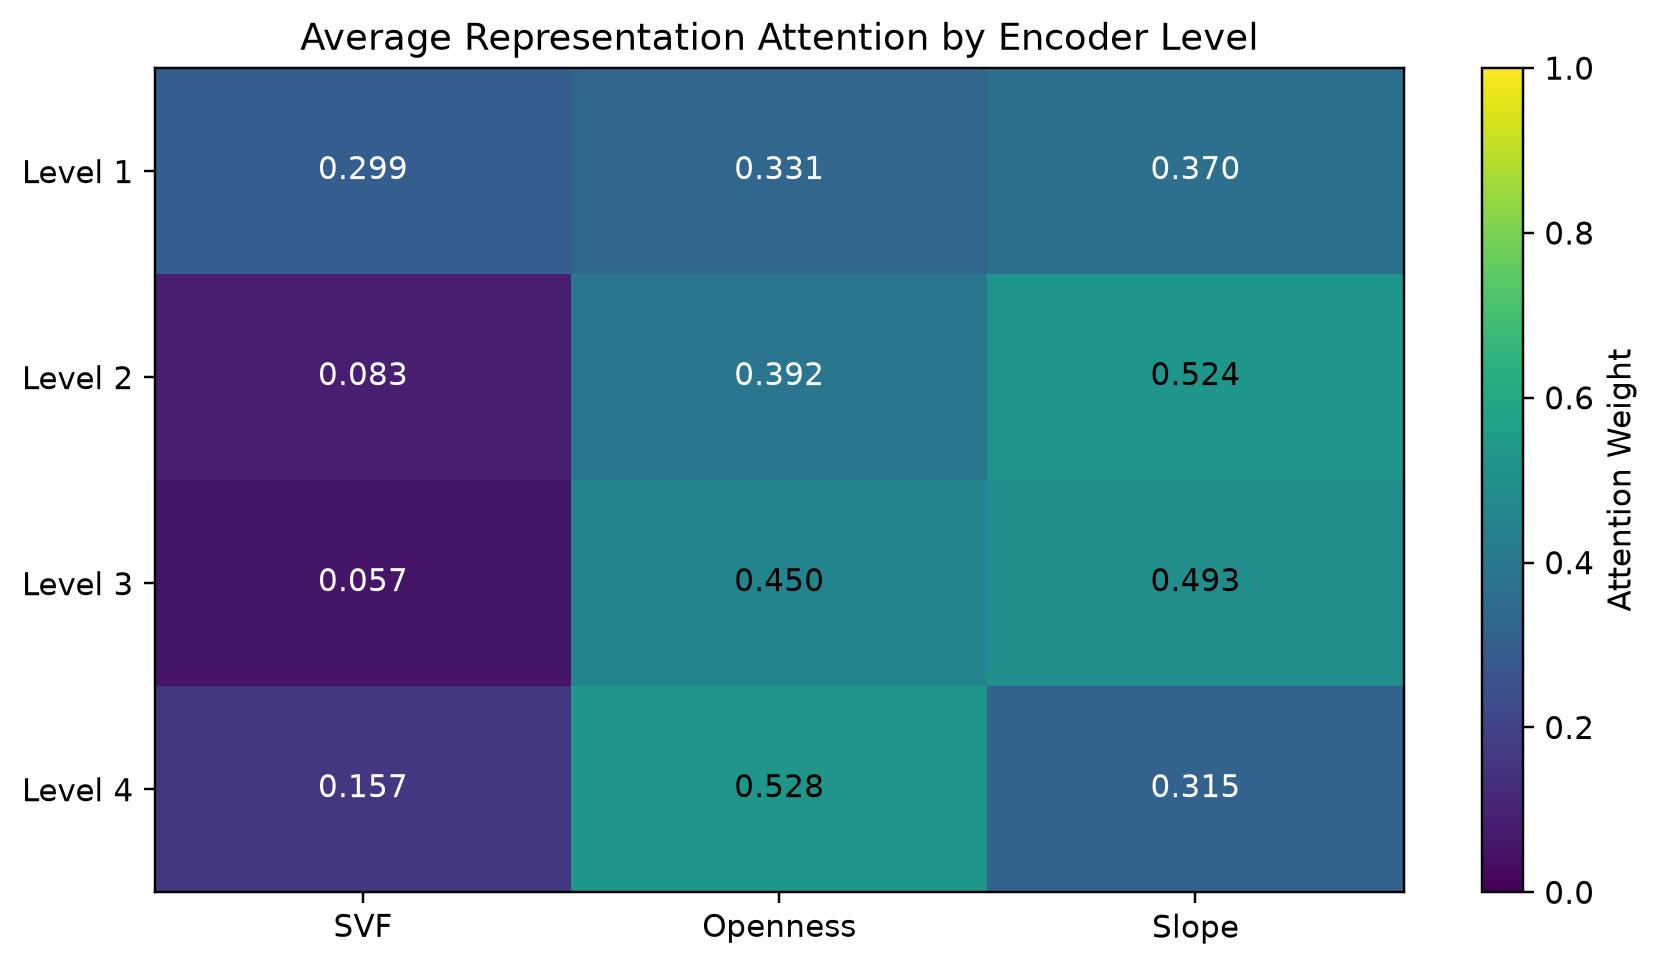 Average Representation Attention by Encoder Level
Level 1
0.299
0.331
0.370
Level 2
0.083
0.392
0.524
Level 3
0.057
0.450
0.493
Level 4
0.157
0.528
0.315
SVF
Openness
Slope
1.0
0.8
0.6
0.4
0.2
0.0
Attention Weight